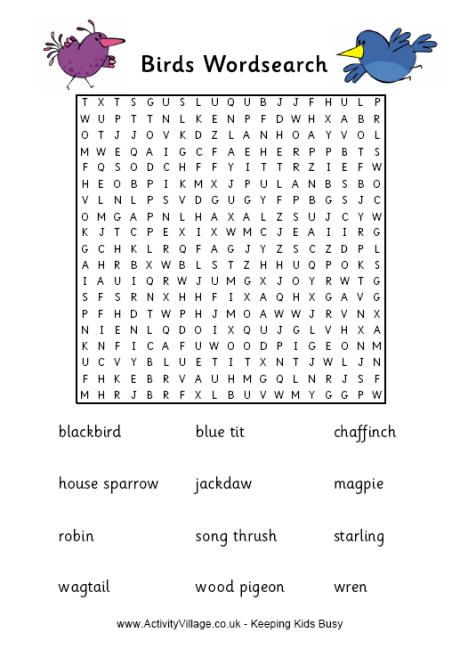 Birds Wordsearch
T X T S G U S L U Q U B J J F H U L P
W U P T T N L K E N P F D W H X A B R
O T J J O V K D Z L A N H O A Y V O L
M W E Q A I G C F A E H E R P P B T S
F Q S O D C H F F Y I T T R Z I E F W
H E O B P I K M X J P U L A N B S B O
V L N L P S V D G U G Y F P B G S J C
O M G A P N L H A X A L Z S U J C Y W
K J T C P E X I X W M C J E A I I R G
G C H K L R Q F A G J Y Z S C Z D P L
A H R B X W B L S T Z H H U Q P O K S
I A U I Q R W J U M G X J O Y R W T G
S F S R N X H H F I X A Q H X G A V G
P F H D T W P H J M O A W W J R V N X
N I E N L Q D O I X Q U J G L V H X A
K N F I C A F U W O O D P I G E O N M
U C V Y B L U E T I T X N T J W L J N
F H K E B R V A U H M G Q L N R J S F
M H R J B R F X L B U V W M Y G G P W
blackbird blue tit chaffinch
house sparrow jackdaw magpie
robin song thrush starling
wagtail wood pigeon wren
www.ActivityVillage.co.uk - Keeping Kids Busy